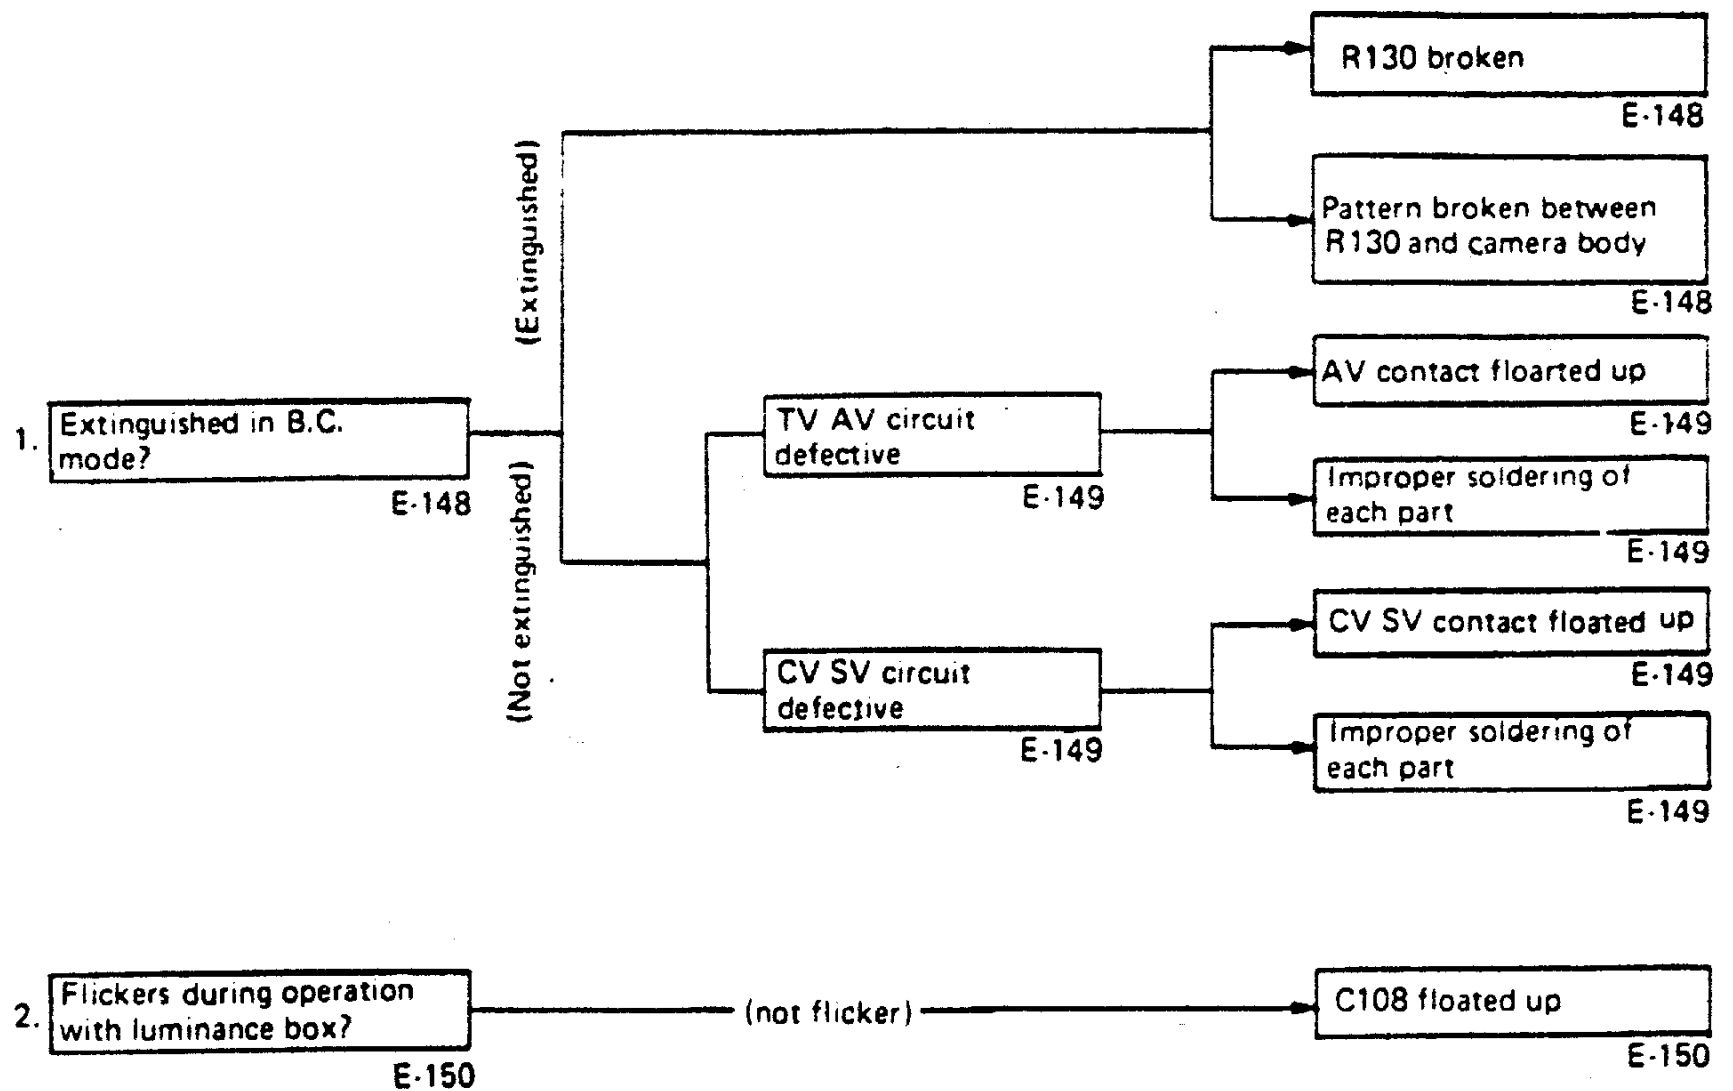 R130 broken
E-148
(Extinguished)
Pattern broken between
R130 and camera body
E-148
AV contact floarted up
E-149
1. Extinguished in B.C.
mode?
E-148
TV AV circuit
defective
E-149
Improper soldering of
each part
E-149
(Not extinguished)
CV SV contact floated up
E-149
CV SV circuit
defective
E-149
Improper soldering of
each part
E-149
2. Flickers during operation
with luminance box?
E-150
(not flicker)
C108 floated up
E-150